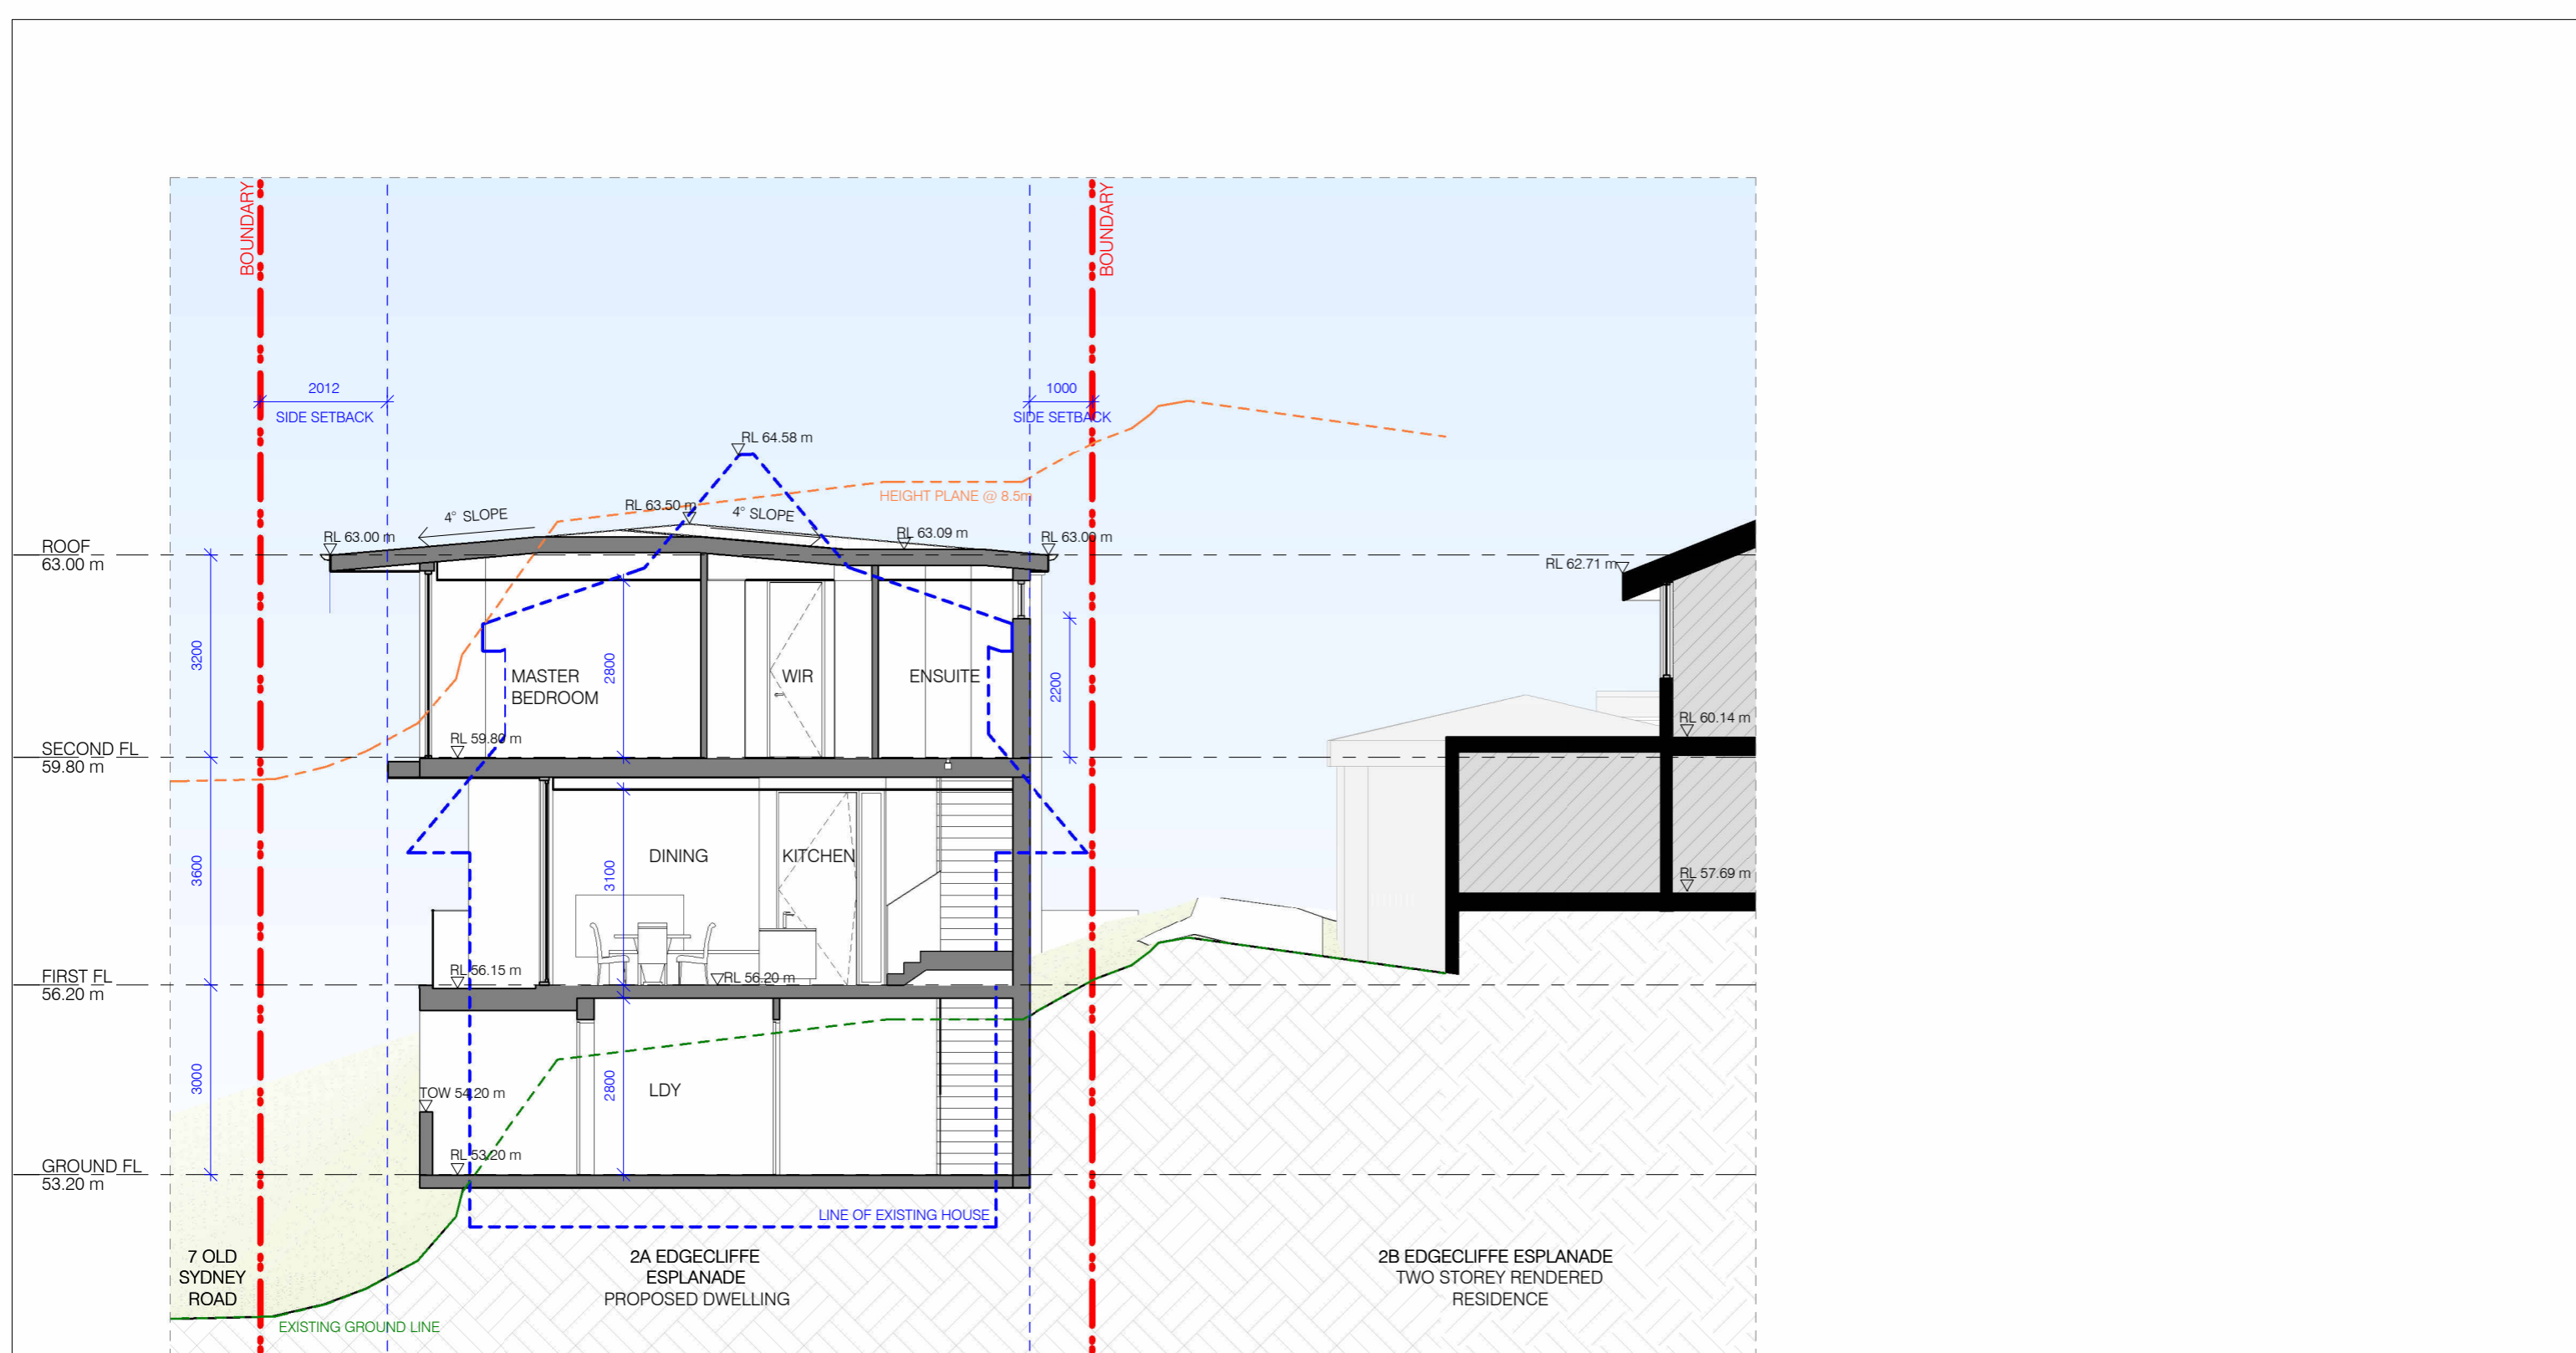 BOUNDARY
BOUNDARY
2012
SIDE SETBACK
1000
SIDE SETBACK
RL 64.58 m
HEIGHT PLANE @ 8.5m
RL 63.50 m
4° SLOPE
4° SLOPE
RL 63.00 m
RL 63.09 m
RL 63.00 m
ROOF
63.00 m
RL 62.71 m
3200
2800
2200
MASTER
BEDROOM
WIR
ENSUITE
RL 60.14 m
RL 59.80 m
SECOND FL
59.80 m
3600
3100
DINING
KITCHEN
RL 57.69 m
RL 56.15 m
RL 56.20 m
FIRST FL
56.20 m
3000
2800
LDY
TOW 54.20 m
RL 53.20 m
GROUND FL
53.20 m
LINE OF EXISTING HOUSE
7 OLD
SYDNEY
ROAD
2A EDGECLIFFE
ESPLANADE
PROPOSED DWELLING
2B EDGECLIFFE ESPLANADE
TWO STOREY RENDERED
RESIDENCE
EXISTING GROUND LINE